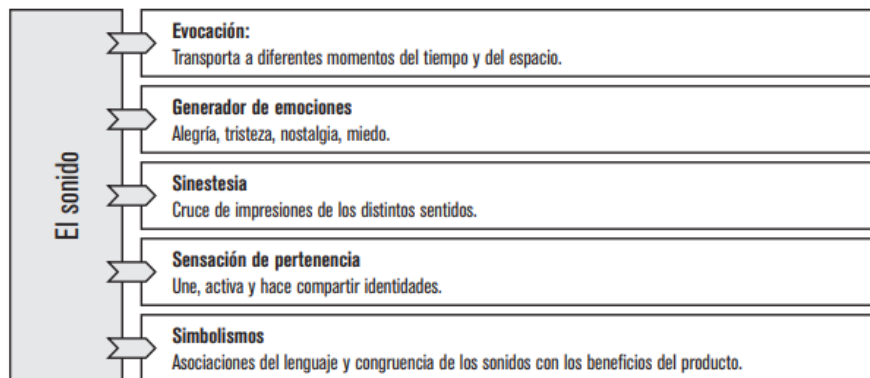 El sonido
Evocación:
Transporta a diferentes momentos del tiempo y del espacio.
Generador de emociones
Alegría, tristeza, nostalgia, miedo.
Sinestesia
Cruce de impresiones de los distintos sentidos.
Sensación de pertenencia
Une, activa y hace compartir identidades.
Simbolismos
Asociaciones del lenguaje y congruencia de los sonidos con los beneficios del producto.